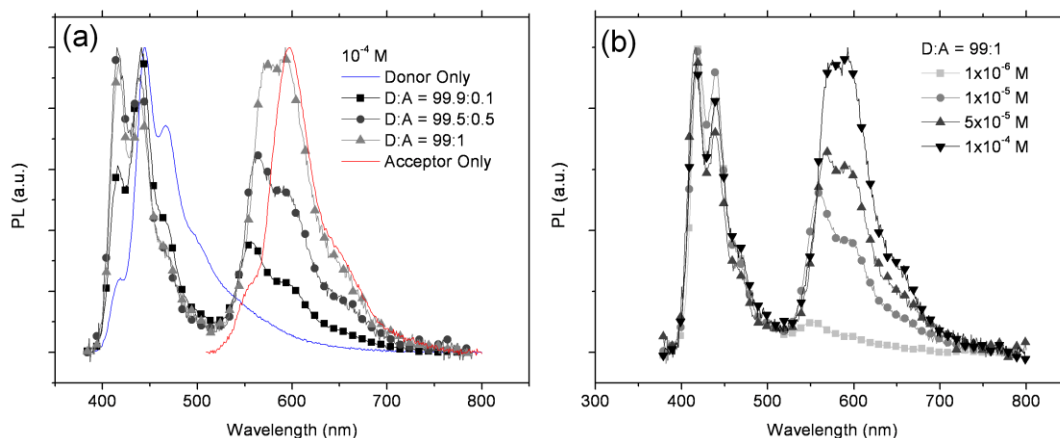 (a)
10⁻⁴ M
Donor Only
D:A = 99.9:0.1
D:A = 99.5:0.5
D:A = 99:1
Acceptor Only
PL (a.u.)
400 500 600 700 800
Wavelength (nm)
(b)
D:A = 99:1
1x10⁻⁶ M
1x10⁻⁵ M
5x10⁻⁵ M
1x10⁻⁴ M
PL (a.u.)
300 400 500 600 700 800
Wavelength (nm)